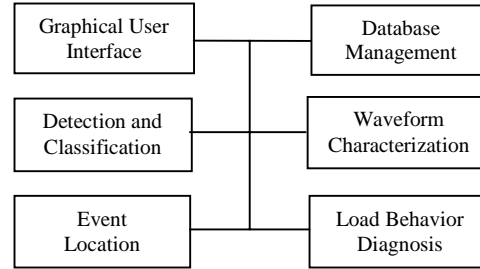 Graphical User
Interface
Database
Management
Detection and
Classification
Waveform
Characterization
Event
Location
Load Behavior
Diagnosis